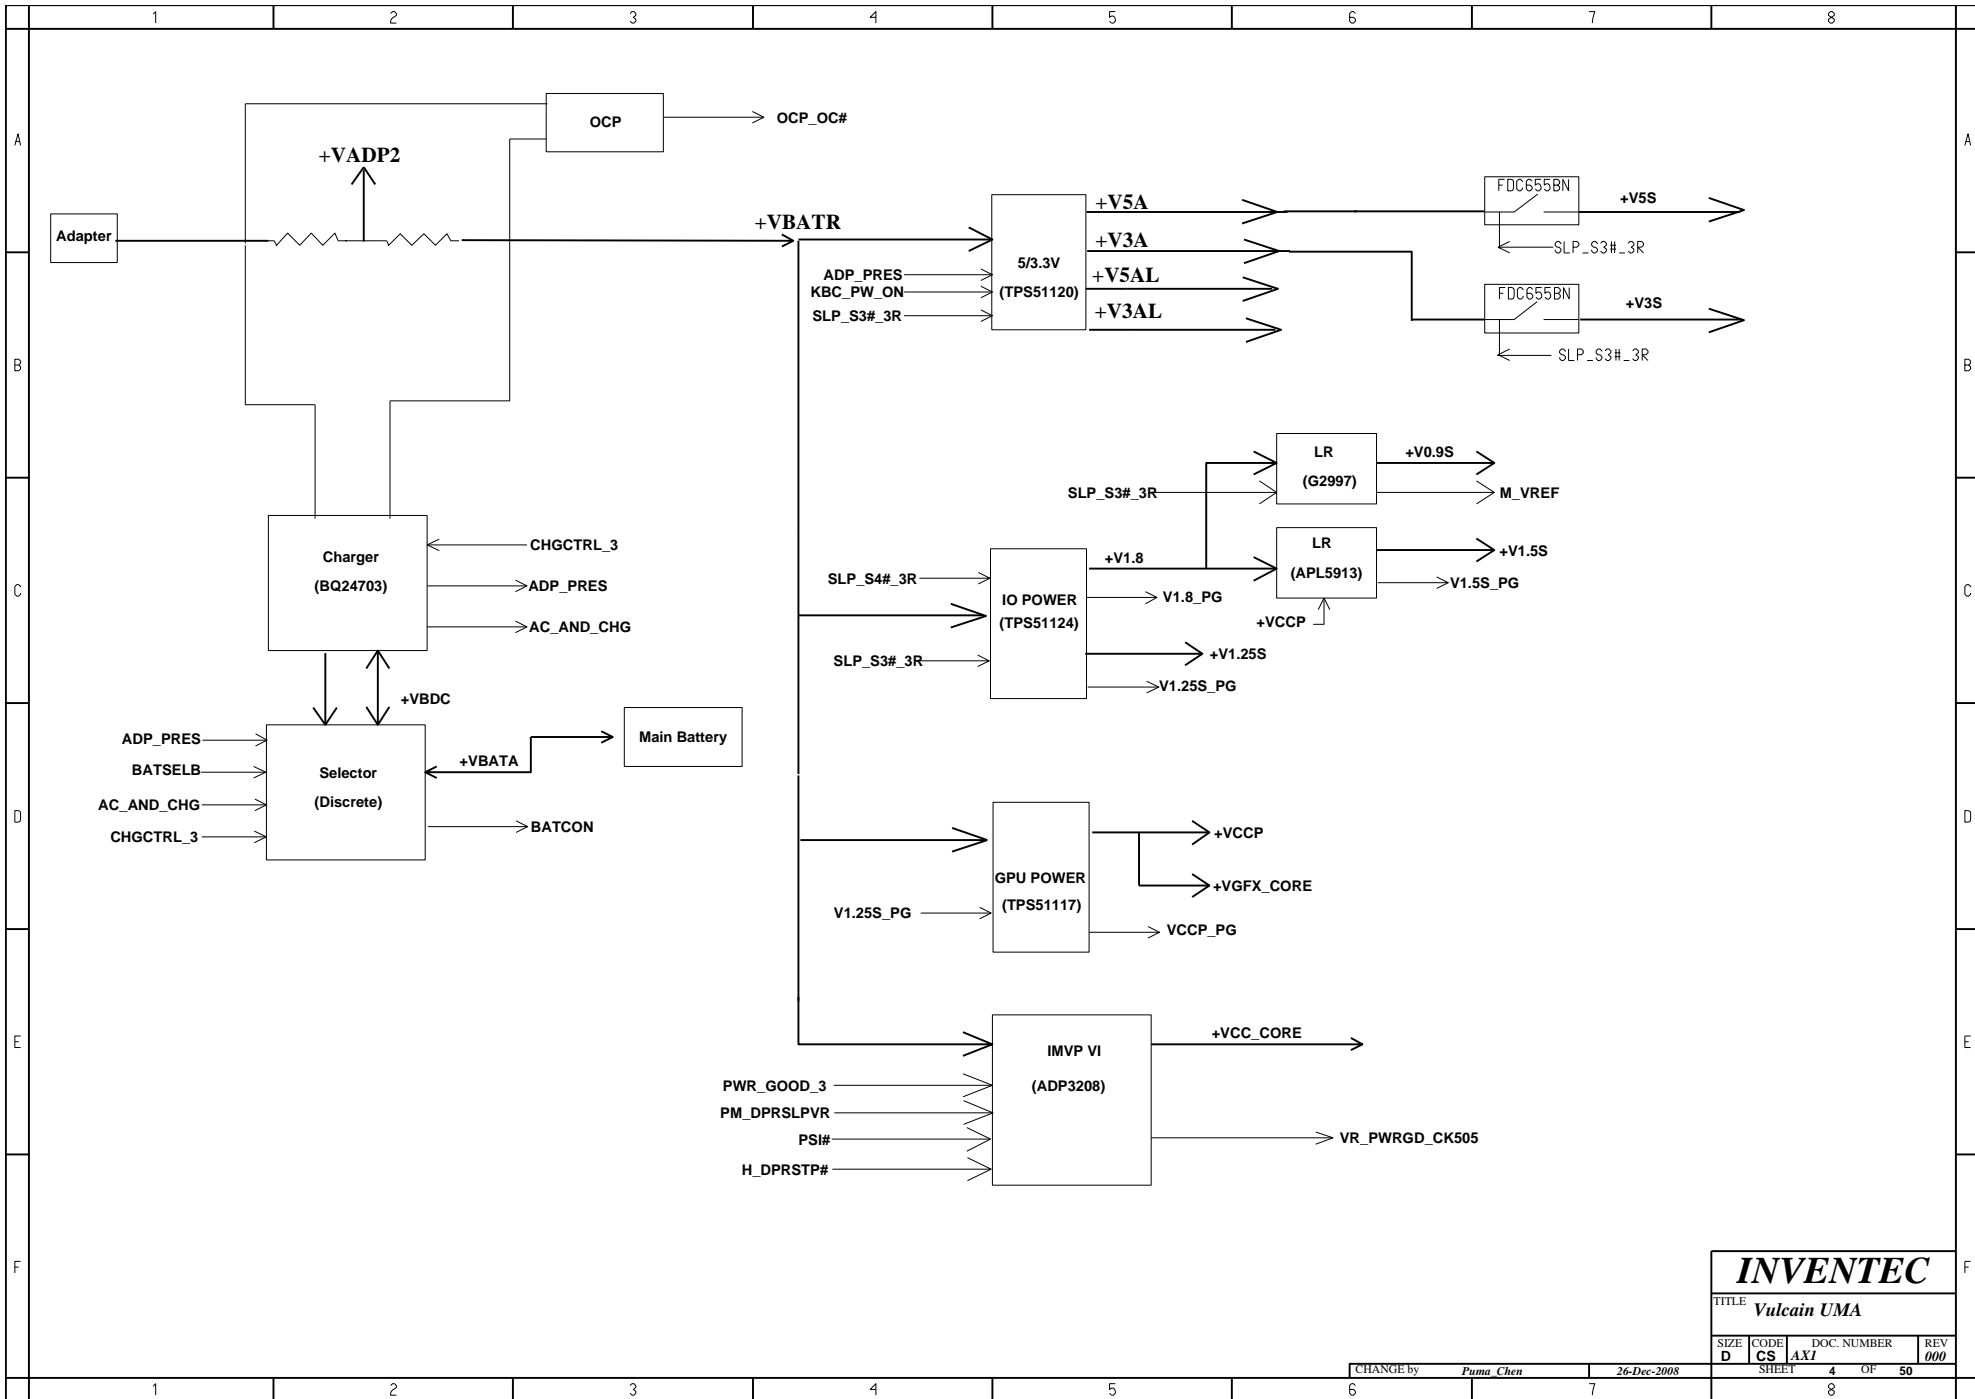 1 2 3 4 5 6 7 8
A A
B B
C C
D D
E E
F F
OCP
OCP_OC#
+VADP2
Adapter
+VBATR
5/3.3V
(TPS51120)
ADP_PRES
KBC_PW_ON
SLP_S3#_3R
+V5A
+V3A
+V5AL
+V3AL
FDC655BN
+V5S
SLP_S3#_3R
FDC655BN
+V3S
SLP_S3#_3R
LR
(G2997)
+V0.9S
SLP_S3#_3R
M_VREF
Charger
(BQ24703)
CHGCTRL_3
ADP_PRES
AC_AND_CHG
IO POWER
(TPS51124)
SLP_S4#_3R
SLP_S3#_3R
+V1.8
V1.8_PG
+V1.25S
V1.25S_PG
LR
(APL5913)
+V1.5S
V1.5S_PG
+VCCP
+VBDC
ADP_PRES
BATSELB
AC_AND_CHG
CHGCTRL_3
Selector
(Discrete)
+VBATA
Main Battery
BATCON
GPU POWER
(TPS51117)
V1.25S_PG
+VCCP
+VGFX_CORE
VCCP_PG
IMVP VI
(ADP3208)
PWR_GOOD_3
PM_DPRSLPVR
PSI#
H_DPRSTP#
+VCC_CORE
VR_PWRGD_CK505
INVENTEC
TITLE Vulcain UMA
SIZE CODE DOC. NUMBER REV
D CS AX1 000
CHANGE by Puma_Chen 26-Dec-2008 SHEET 4 OF 50
1 2 3 4 5 6 7 8